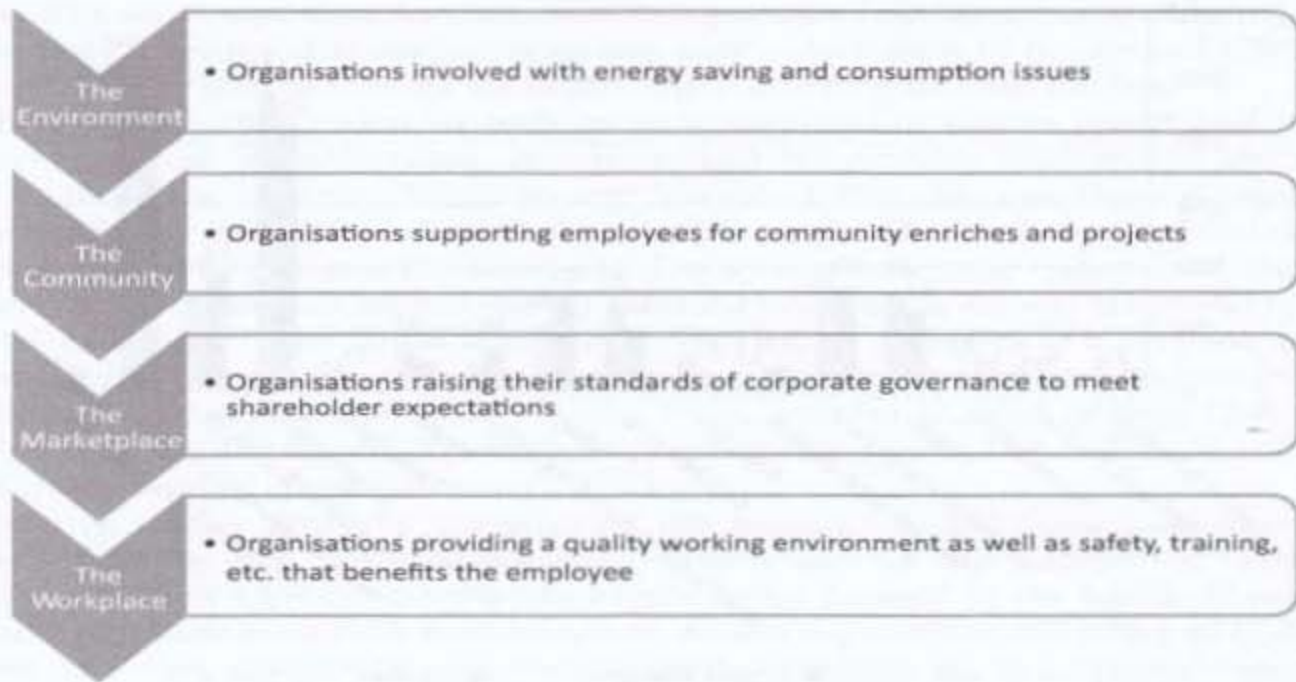 The
Environment
• Organisations involved with energy saving and consumption issues
The
Community
• Organisations supporting employees for community enriches and projects
The
Marketplace
• Organisations raising their standards of corporate governance to meet
shareholder expectations
The
Workplace
• Organisations providing a quality working environment as well as safety, training,
etc. that benefits the employee